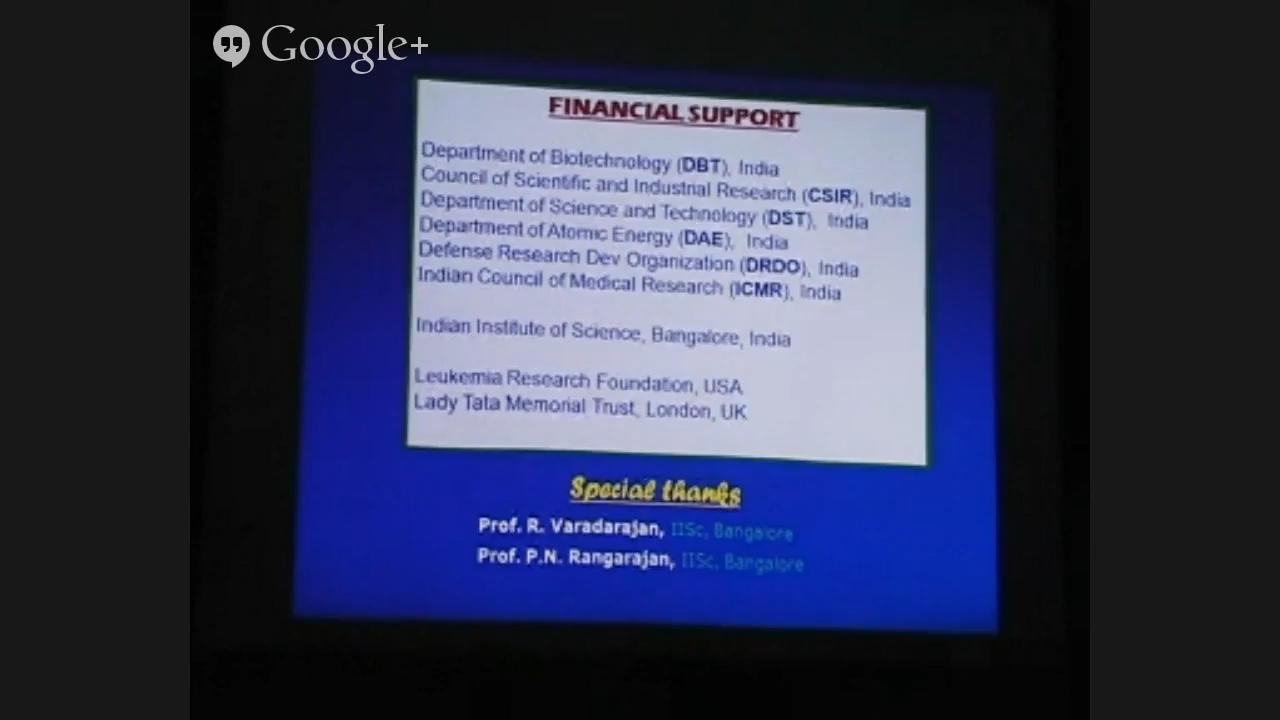 Google+
FINANCIAL SUPPORT
Department of Biotechnology (DBT), India
Council of Scientific and Industrial Research (CSIR), India
Department of Science and Technology (DST), India
Department of Atomic Energy (DAE), India
Defense Research Dev Organization (DRDO), India
Indian Council of Medical Research (ICMR), India
Indian Institute of Science, Bangalore, India
Leukemia Research Foundation, USA
Lady Tata Memorial Trust, London, UK
Special thanks
Prof. R. Varadarajan, IISc, Bangalore
Prof. P.N. Rangarajan, IISc, Bangalore